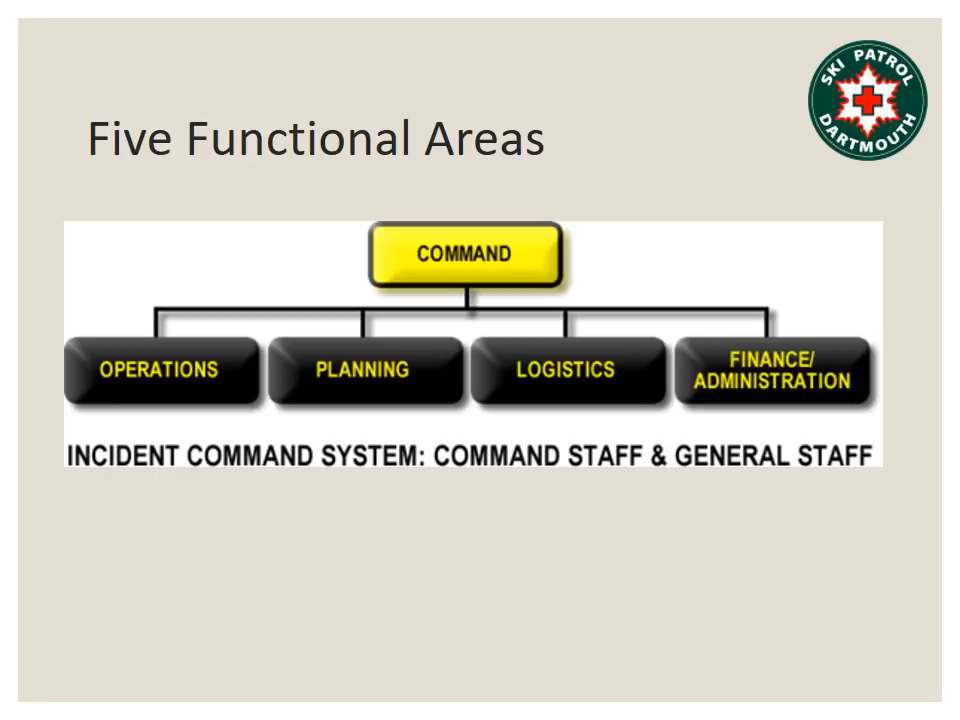 SKI PATROL
DARTMOUTH
Five Functional Areas
COMMAND
OPERATIONS
PLANNING
LOGISTICS
FINANCE/
ADMINISTRATION
INCIDENT COMMAND SYSTEM: COMMAND STAFF & GENERAL STAFF